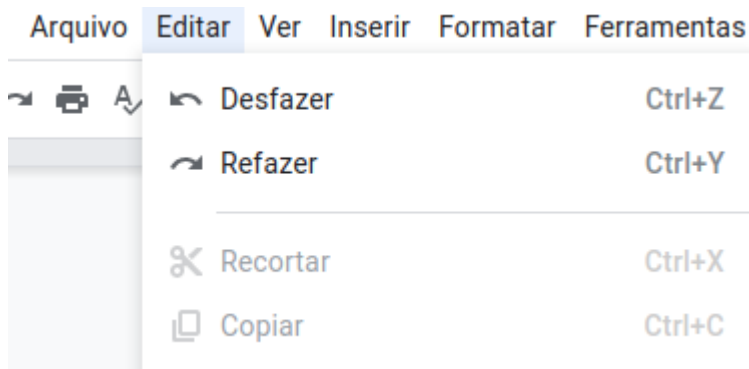 Arquivo Editar Ver Inserir Formatar Ferramentas
Desfazer Ctrl+Z
Refazer Ctrl+Y
Recortar Ctrl+X
Copiar Ctrl+C